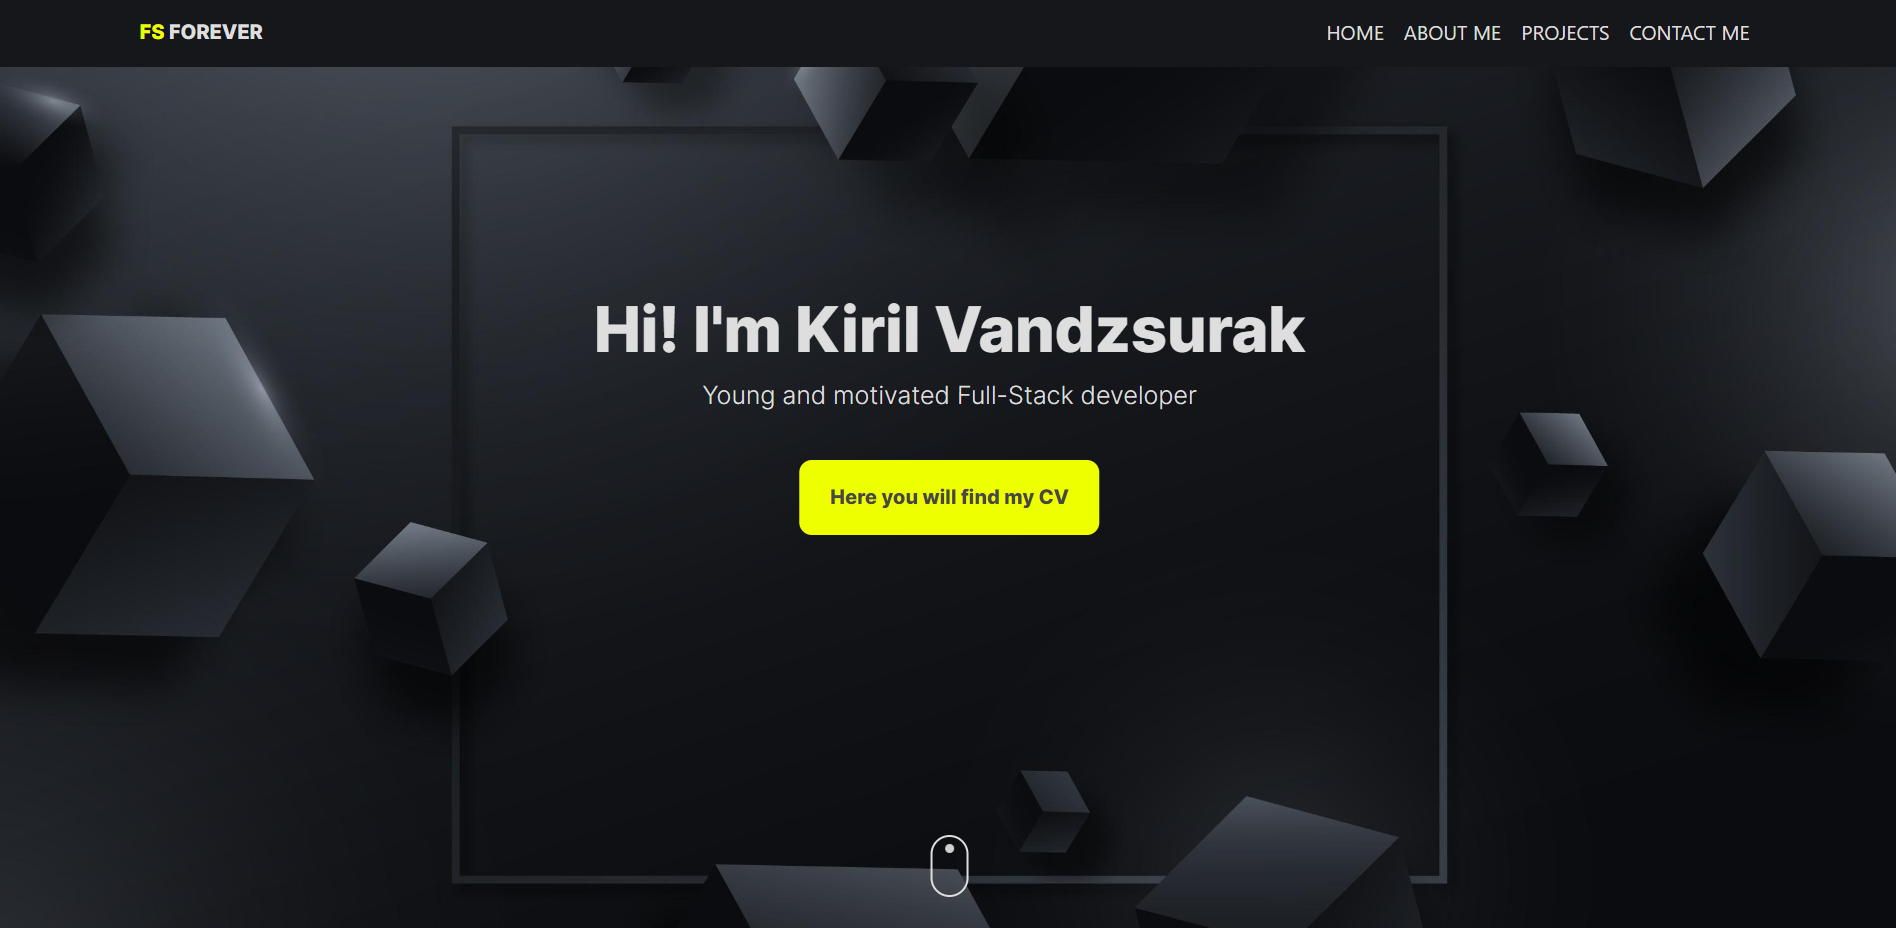 FS FOREVER
HOME ABOUT ME PROJECTS CONTACT ME
Hi! I'm Kiril Vandzsurak
Young and motivated Full-Stack developer
Here you will find my CV